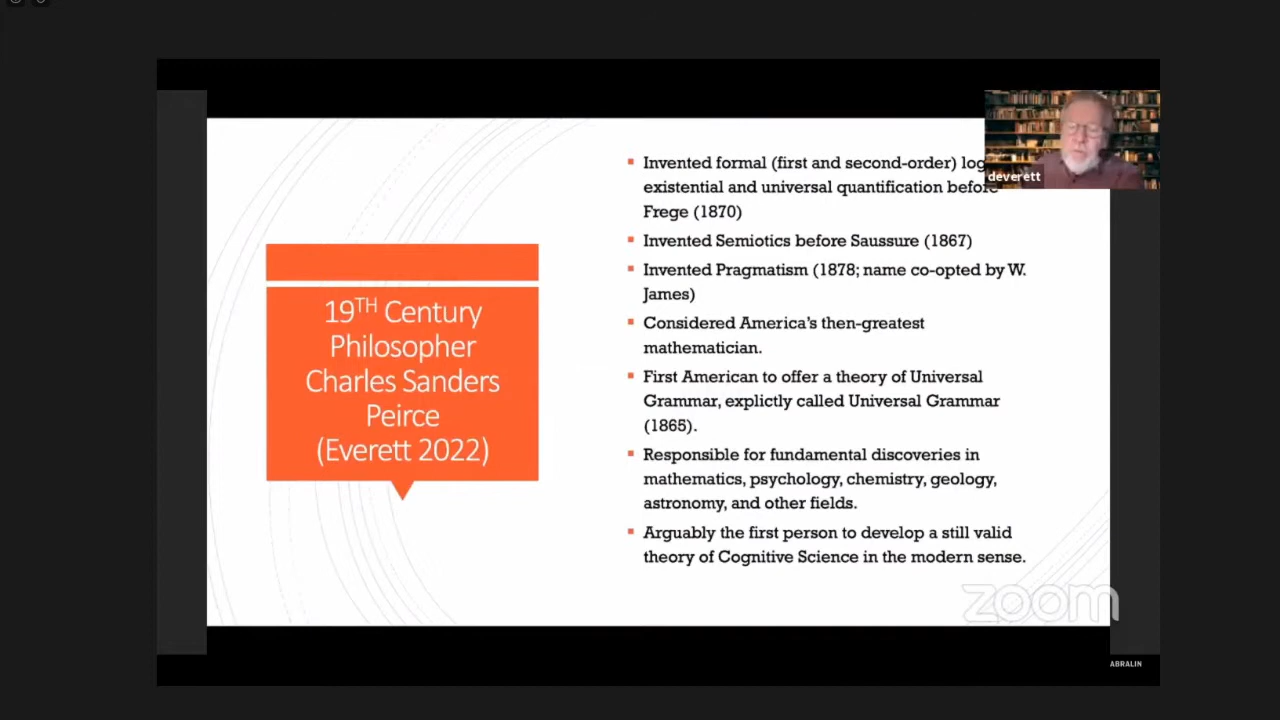 19TH Century
Philosopher
Charles Sanders
Peirce
(Everett 2022)
Invented formal (first and second-order)
existential and universal quantification before
Frege (1870)
Invented Semiotics before Saussure (1867)
Invented Pragmatism (1878; name co-opted by W.
James)
Considered America's then-greatest
mathematician.
First American to offer a theory of Universal
Grammar, explictly called Universal Grammar
(1865).
Responsible for fundamental discoveries in
mathematics, psychology, chemistry, geology,
astronomy, and other fields.
Arguably the first person to develop a still valid
theory of Cognitive Science in the modern sense.
deverett
zoom
ABRALIN